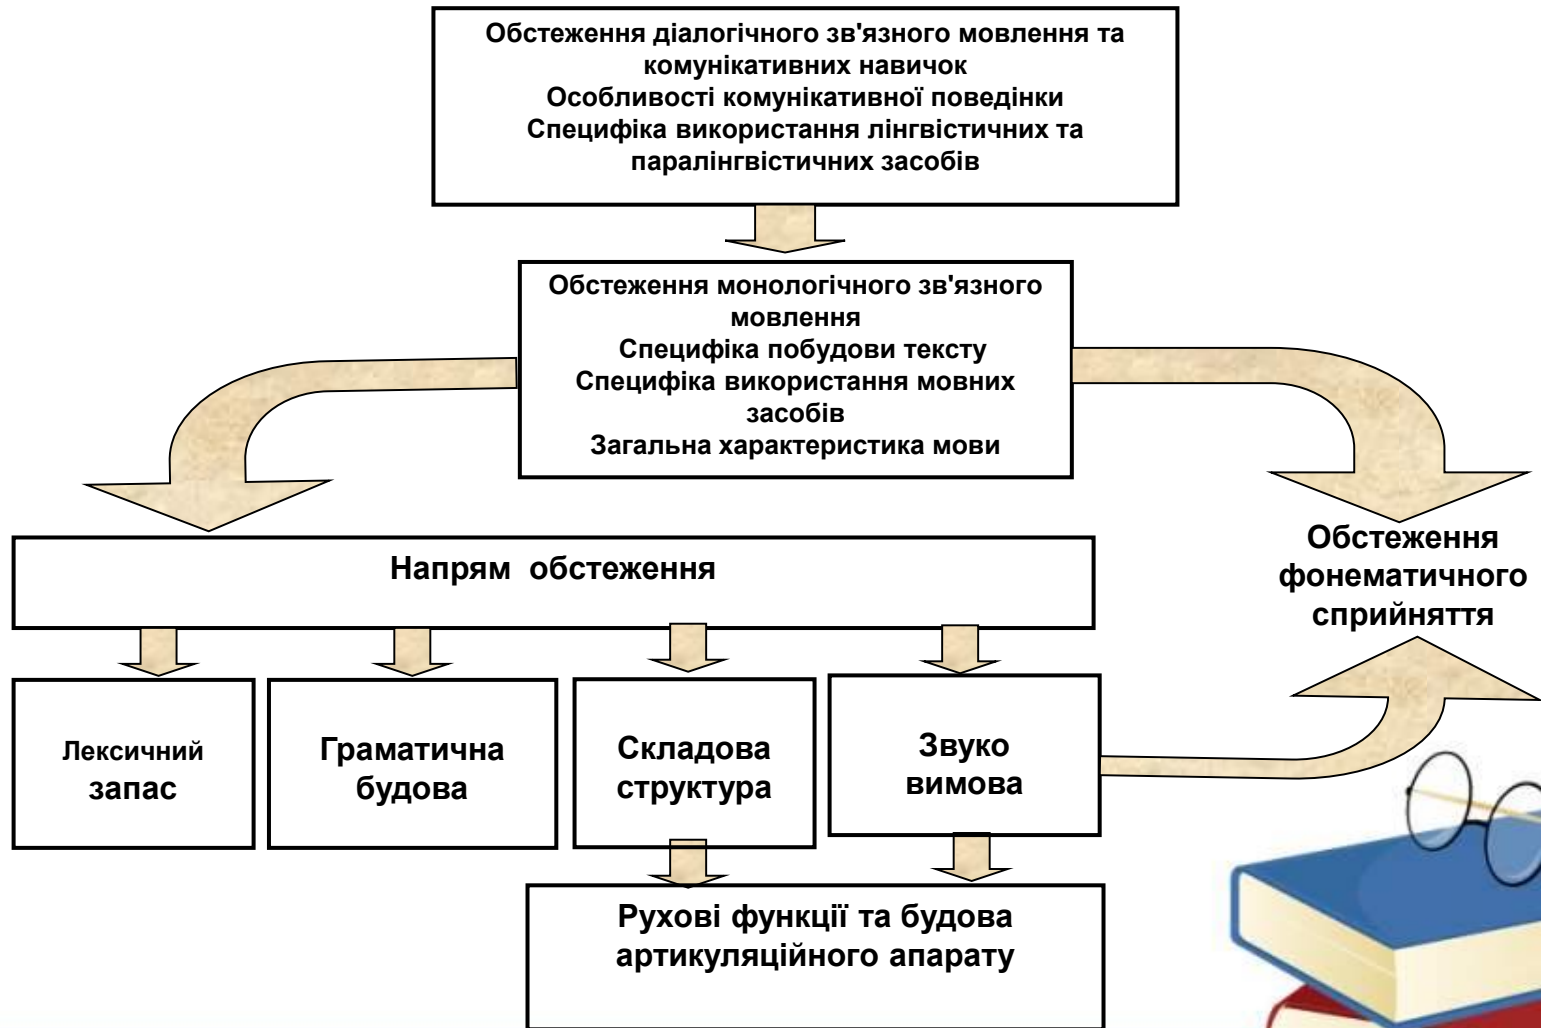 Обстеження діалогічного зв'язного мовлення та
комунікативних навичок
Особливості комунікативної поведінки
Специфіка використання лінгвістичних та
паралінгвістичних засобів
Обстеження монологічного зв'язного
мовлення
Специфіка побудови тексту
Специфіка використання мовних
засобів
Загальна характеристика мови
Напрям обстеження
Обстеження
фонематичного
сприйняття
Лексичний
запас
Граматична
будова
Складова
структура
Звуко
вимова
Рухові функції та будова
артикуляційного апарату